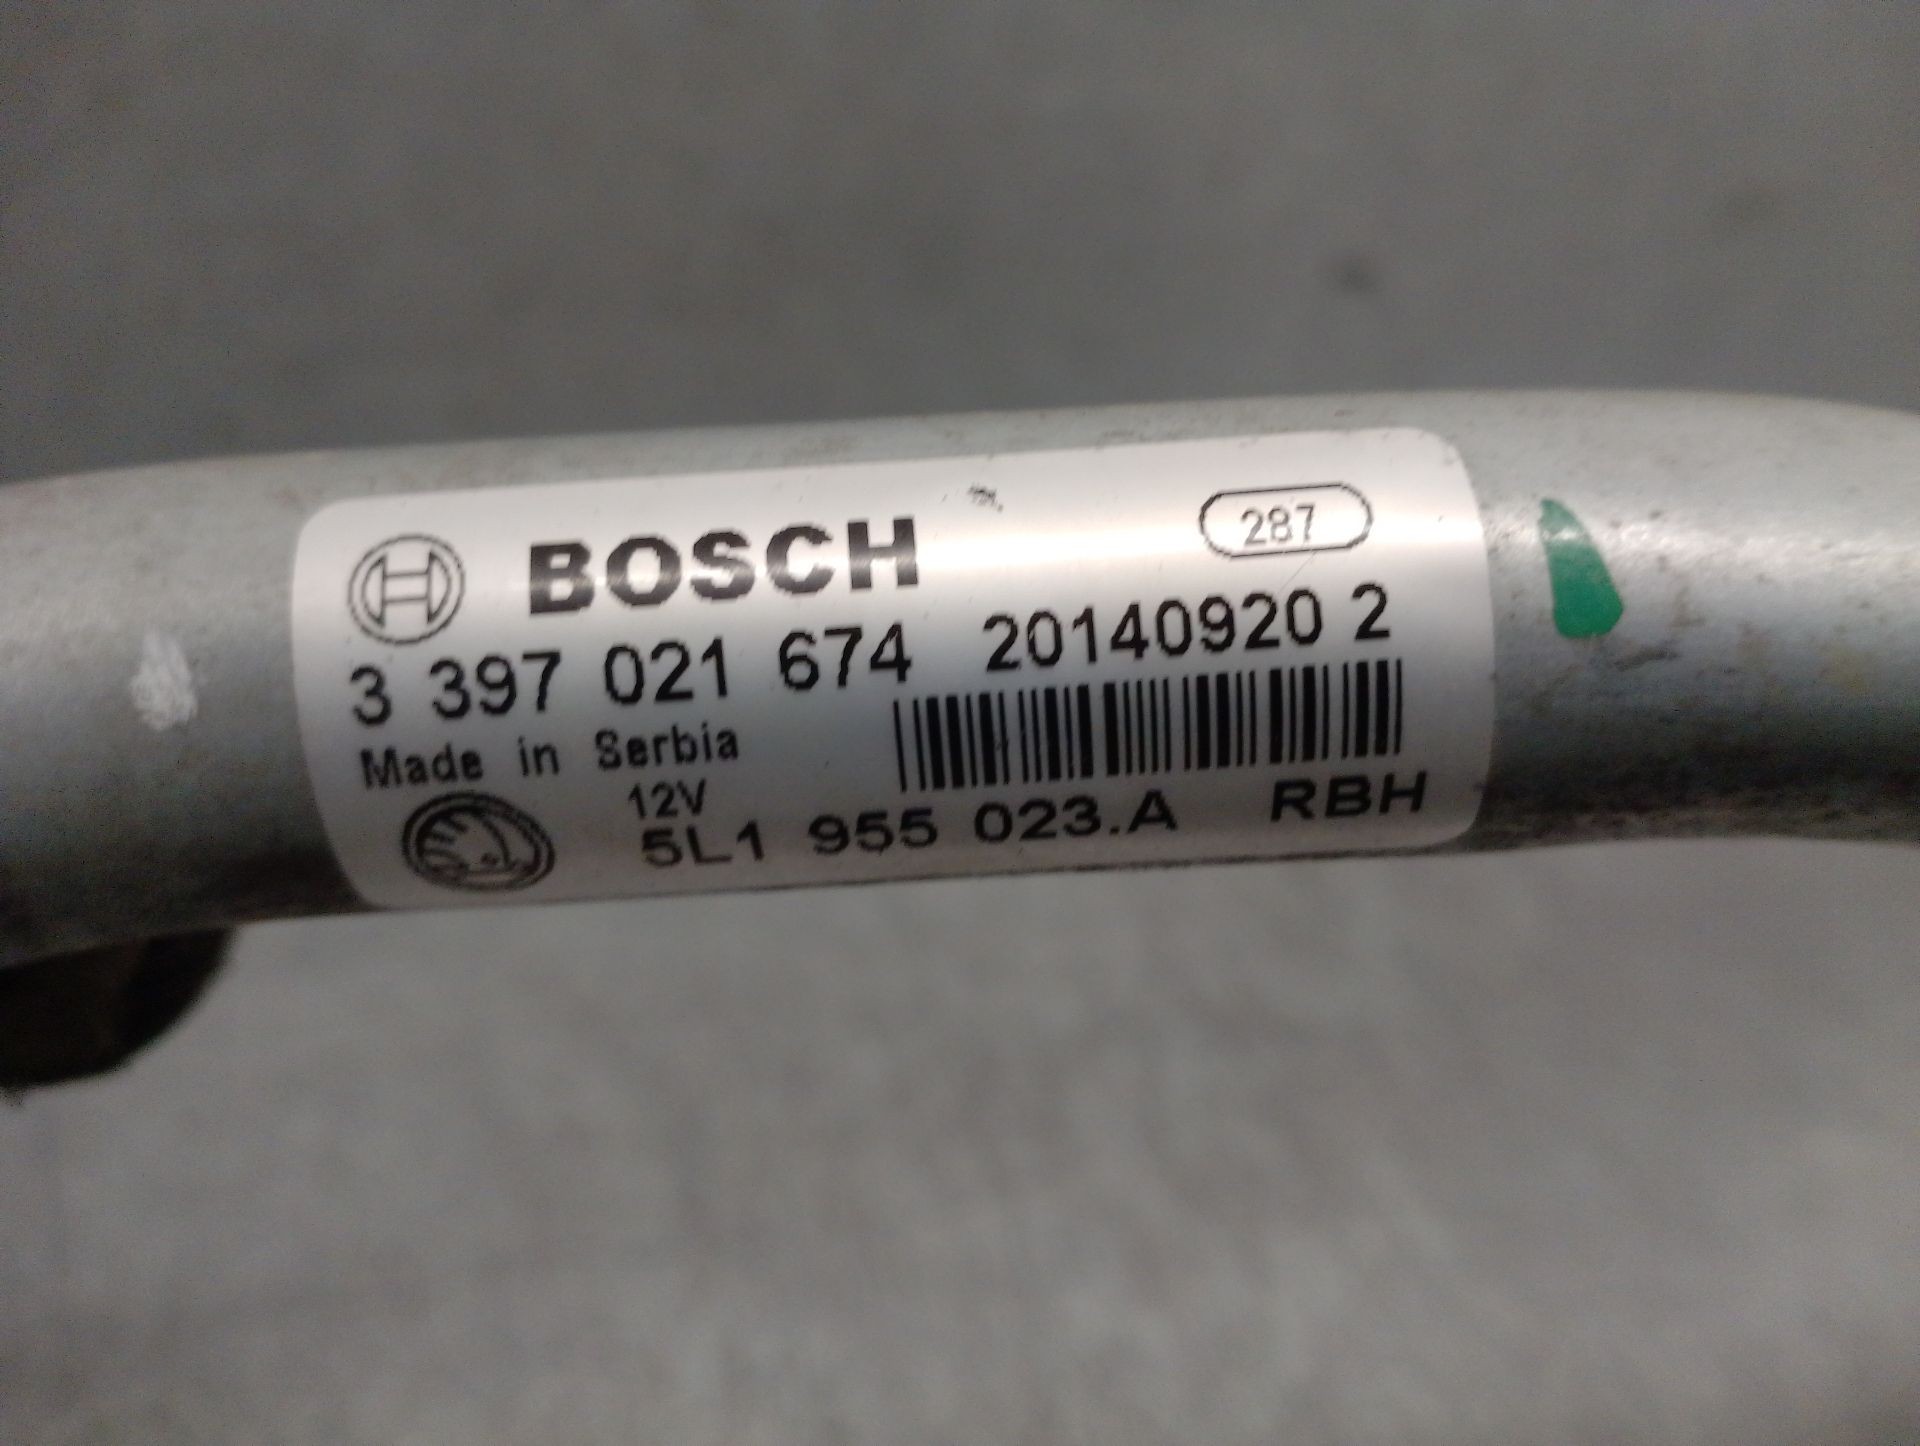 BOSCH 287
3 397 021 674 20140920 2
Made in Serbia
12V
5L1 955 023.A RBH